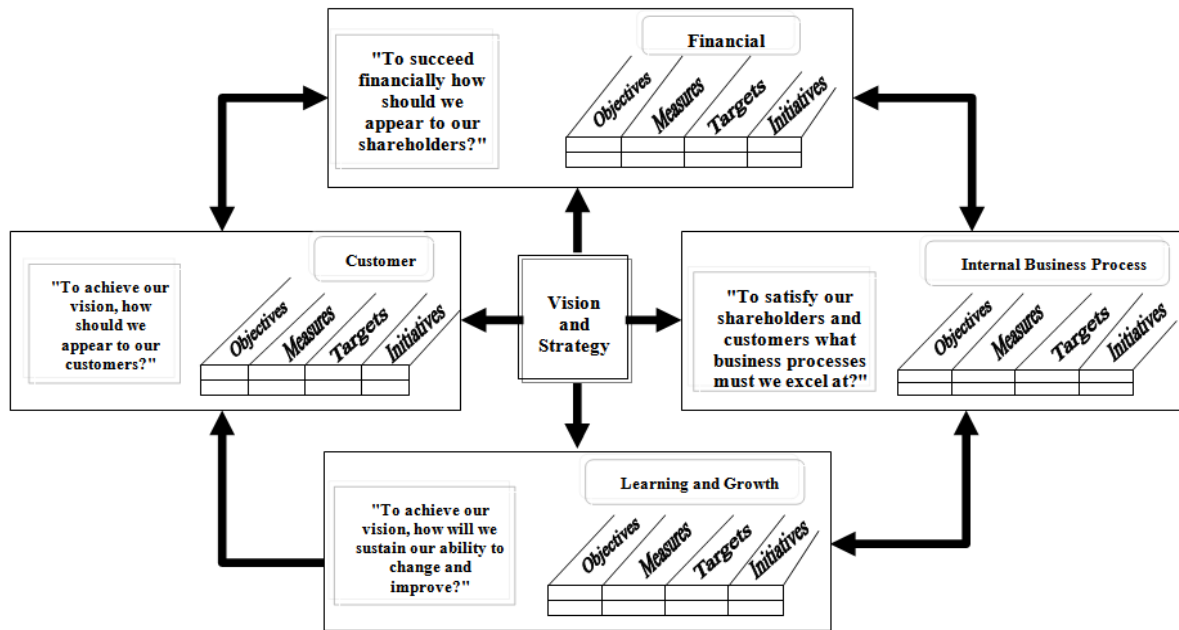 Financial
"To succeed
financially how
should we
appear to our
shareholders?"
Objectives
Measures
Targets
Initiatives
Customer
"To achieve our
vision, how
should we
appear to our
customers?"
Objectives
Measures
Targets
Initiatives
Vision
and
Strategy
Internal Business Process
"To satisfy our
shareholders and
customers what
business processes
must we excel at?"
Objectives
Measures
Targets
Initiatives
Learning and Growth
"To achieve our
vision, how will we
sustain our ability to
change and
improve?"
Objectives
Measures
Targets
Initiatives